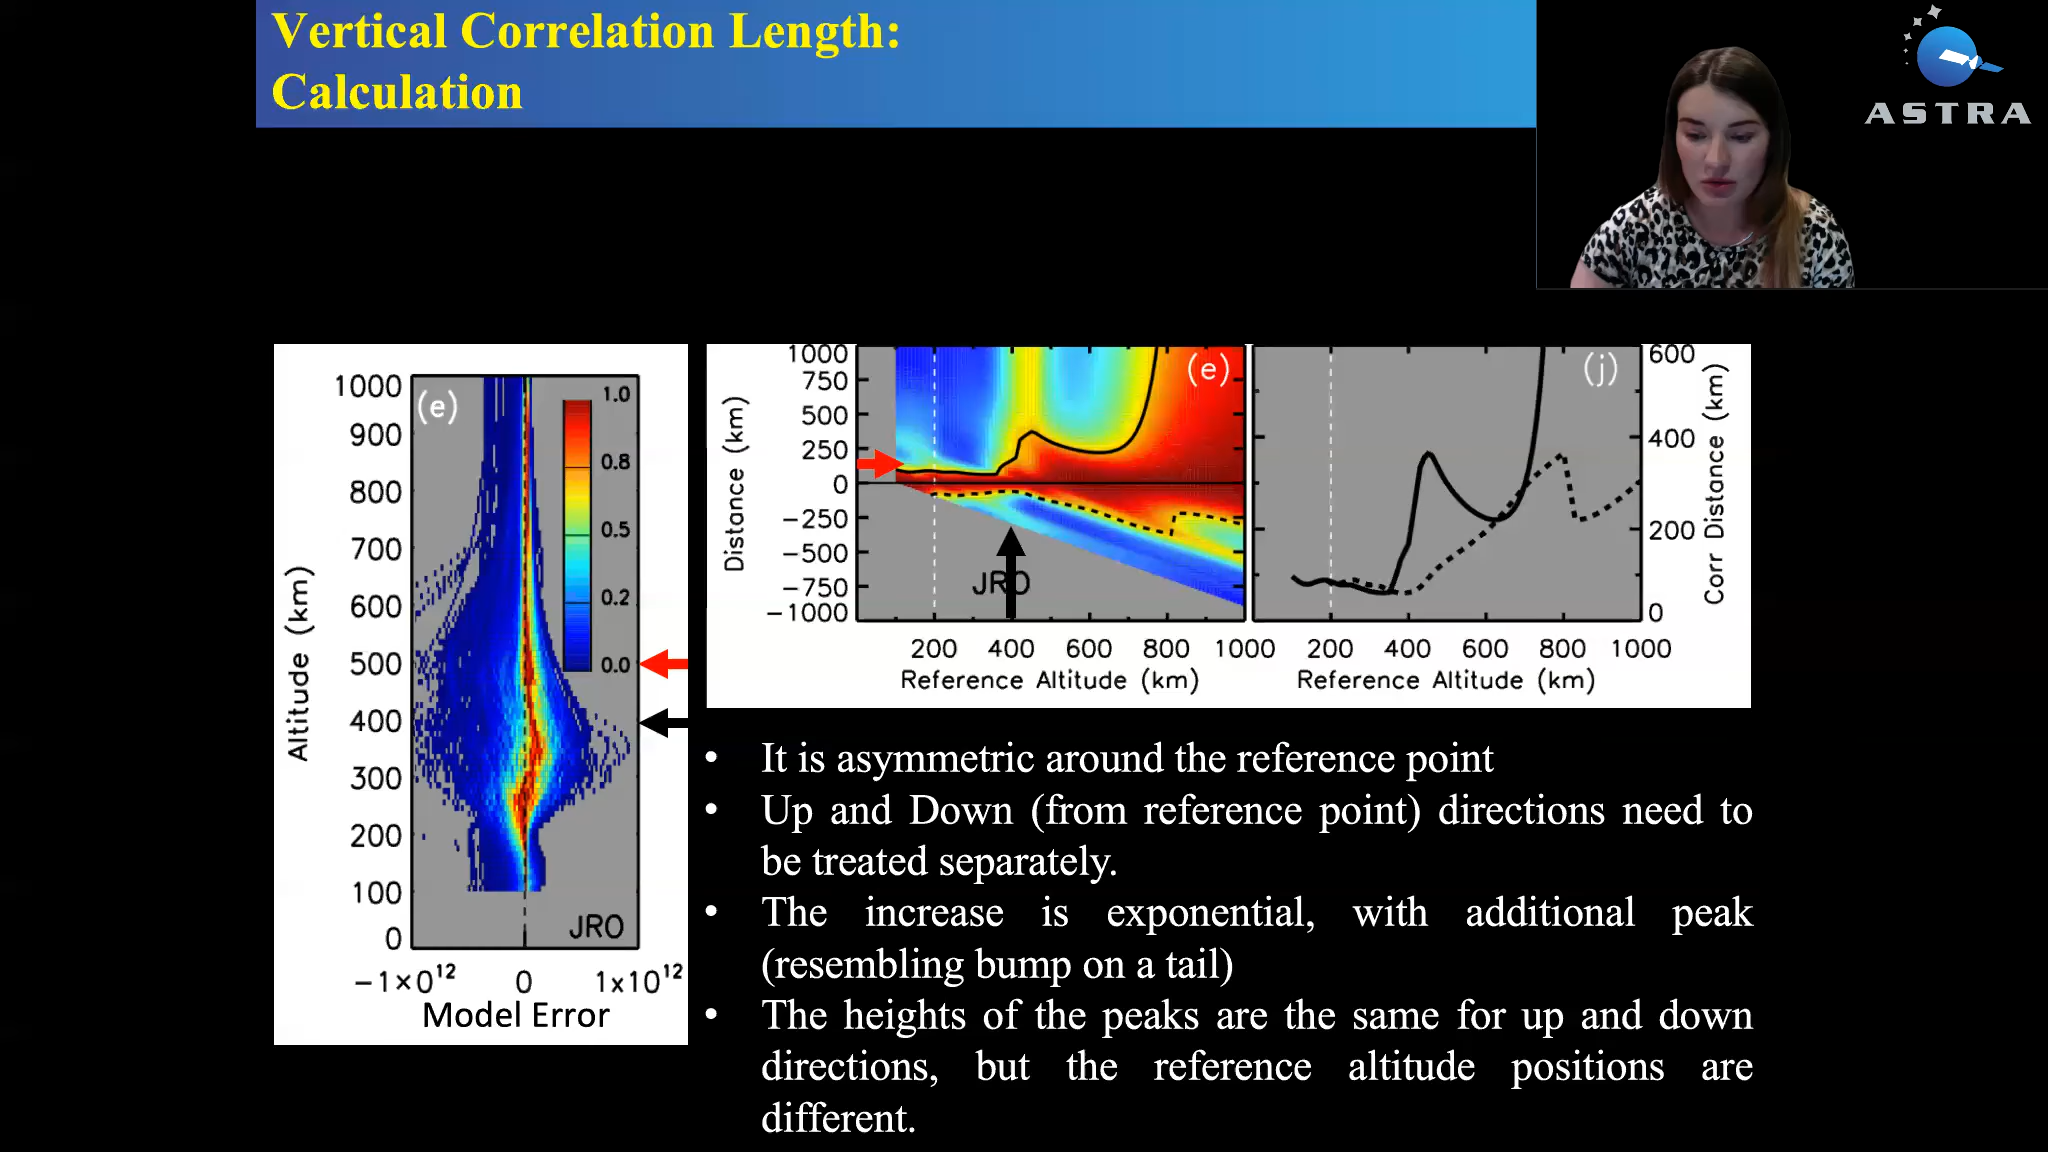 Vertical Correlation Length:
Calculation
ASTRA
1000
900
800
700
600
500
400
300
200
100
0
Altitude (km)
(e)
1.0
0.8
0.5
0.2
0.0
JRO
−1×10¹²
0
1x10¹²
Model Error
1000
750
500
250
0
−250
−500
−750
−1000
Distance (km)
(e)
JRO
200 400 600 800 1000
Reference Altitude (km)
(j)
600
400
200
0
Corr Distance (km)
200 400 600 800 1000
Reference Altitude (km)
• It is asymmetric around the reference point
• Up and Down (from reference point) directions need to
be treated separately.
• The increase is exponential, with additional peak
(resembling bump on a tail)
• The heights of the peaks are the same for up and down
directions, but the reference altitude positions are
different.